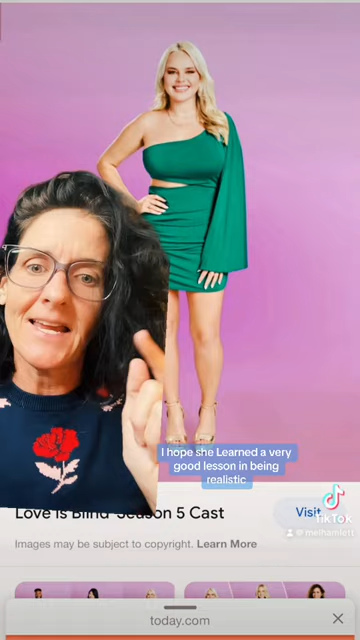 I hope she Learned a very
good lesson in being
realistic
Love Is Blind Season 5 Cast
Visit
TikTok
@ melhamlett
Images may be subject to copyright. Learn More
today.com